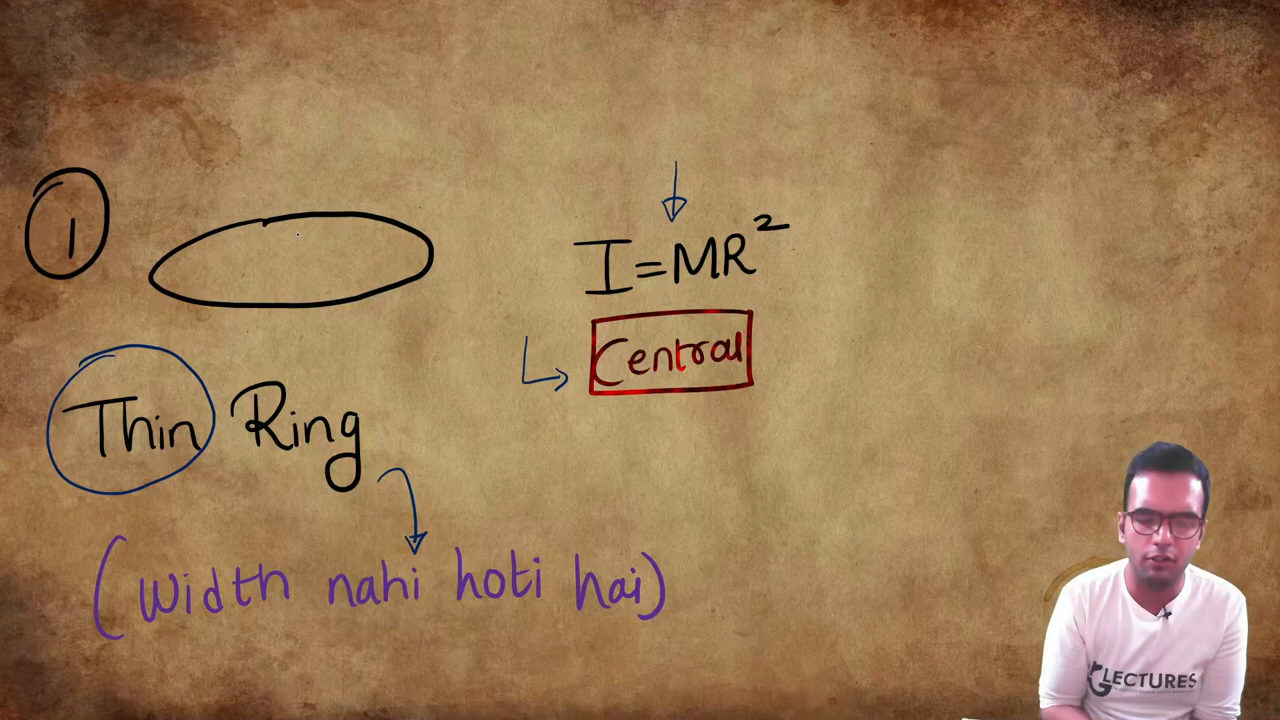 1
I=MR²
Central
Thin Ring
(Width nahi hoti hai)
LECTURES